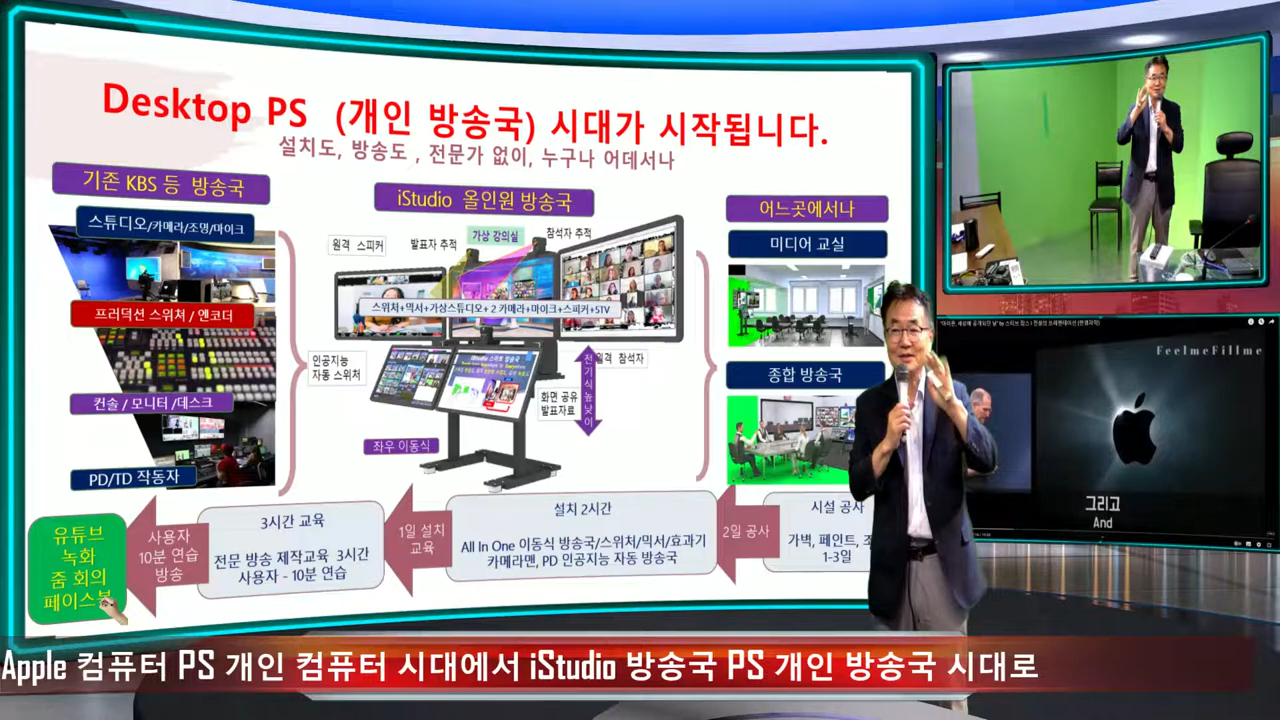 Desktop PS (개인 방송국) 시대가 시작됩니다.
설치도, 방송도 , 전문가 없이, 누구나 어데서나
기존 KBS 등 방송국
스튜디오/카메라/조명/마이크
프러덕션 스위쳐 / 엔코더
컨솔 / 모니터 /데스크
PD/TD 작동자
iStudio 올인원 방송국
원격 스피커
발표자 추적
가상 강의실
참석자 추적
스위처+믹서+가상스튜디오+ 2 카메라+마이크+스피커+5TV
인공지능
자동 스위처
iStudio 스마트 방송국
원격 참석자
화면 공유
발표자료
전기식높낮이
좌우 이동식
어느곳에서나
미디어 교실
종합 방송국
유튜브
녹화
줌 회의
페이스북
사용자
10분 연습
방송
3시간 교육
전문 방송 제작교육 3시간
사용자 - 10분 연습
1일 설치
교육
설치 2시간
All In One 이동식 방송국/스위처/믹서/효과기
카메라맨, PD 인공지능 자동 방송국
2일 공사
시설 공사
가벽, 페인트, 조
1-3일
FeelmeFillme
그리고
And
Apple 컴퓨터 PS 개인 컴퓨터 시대에서 iStudio 방송국 PS 개인 방송국 시대로